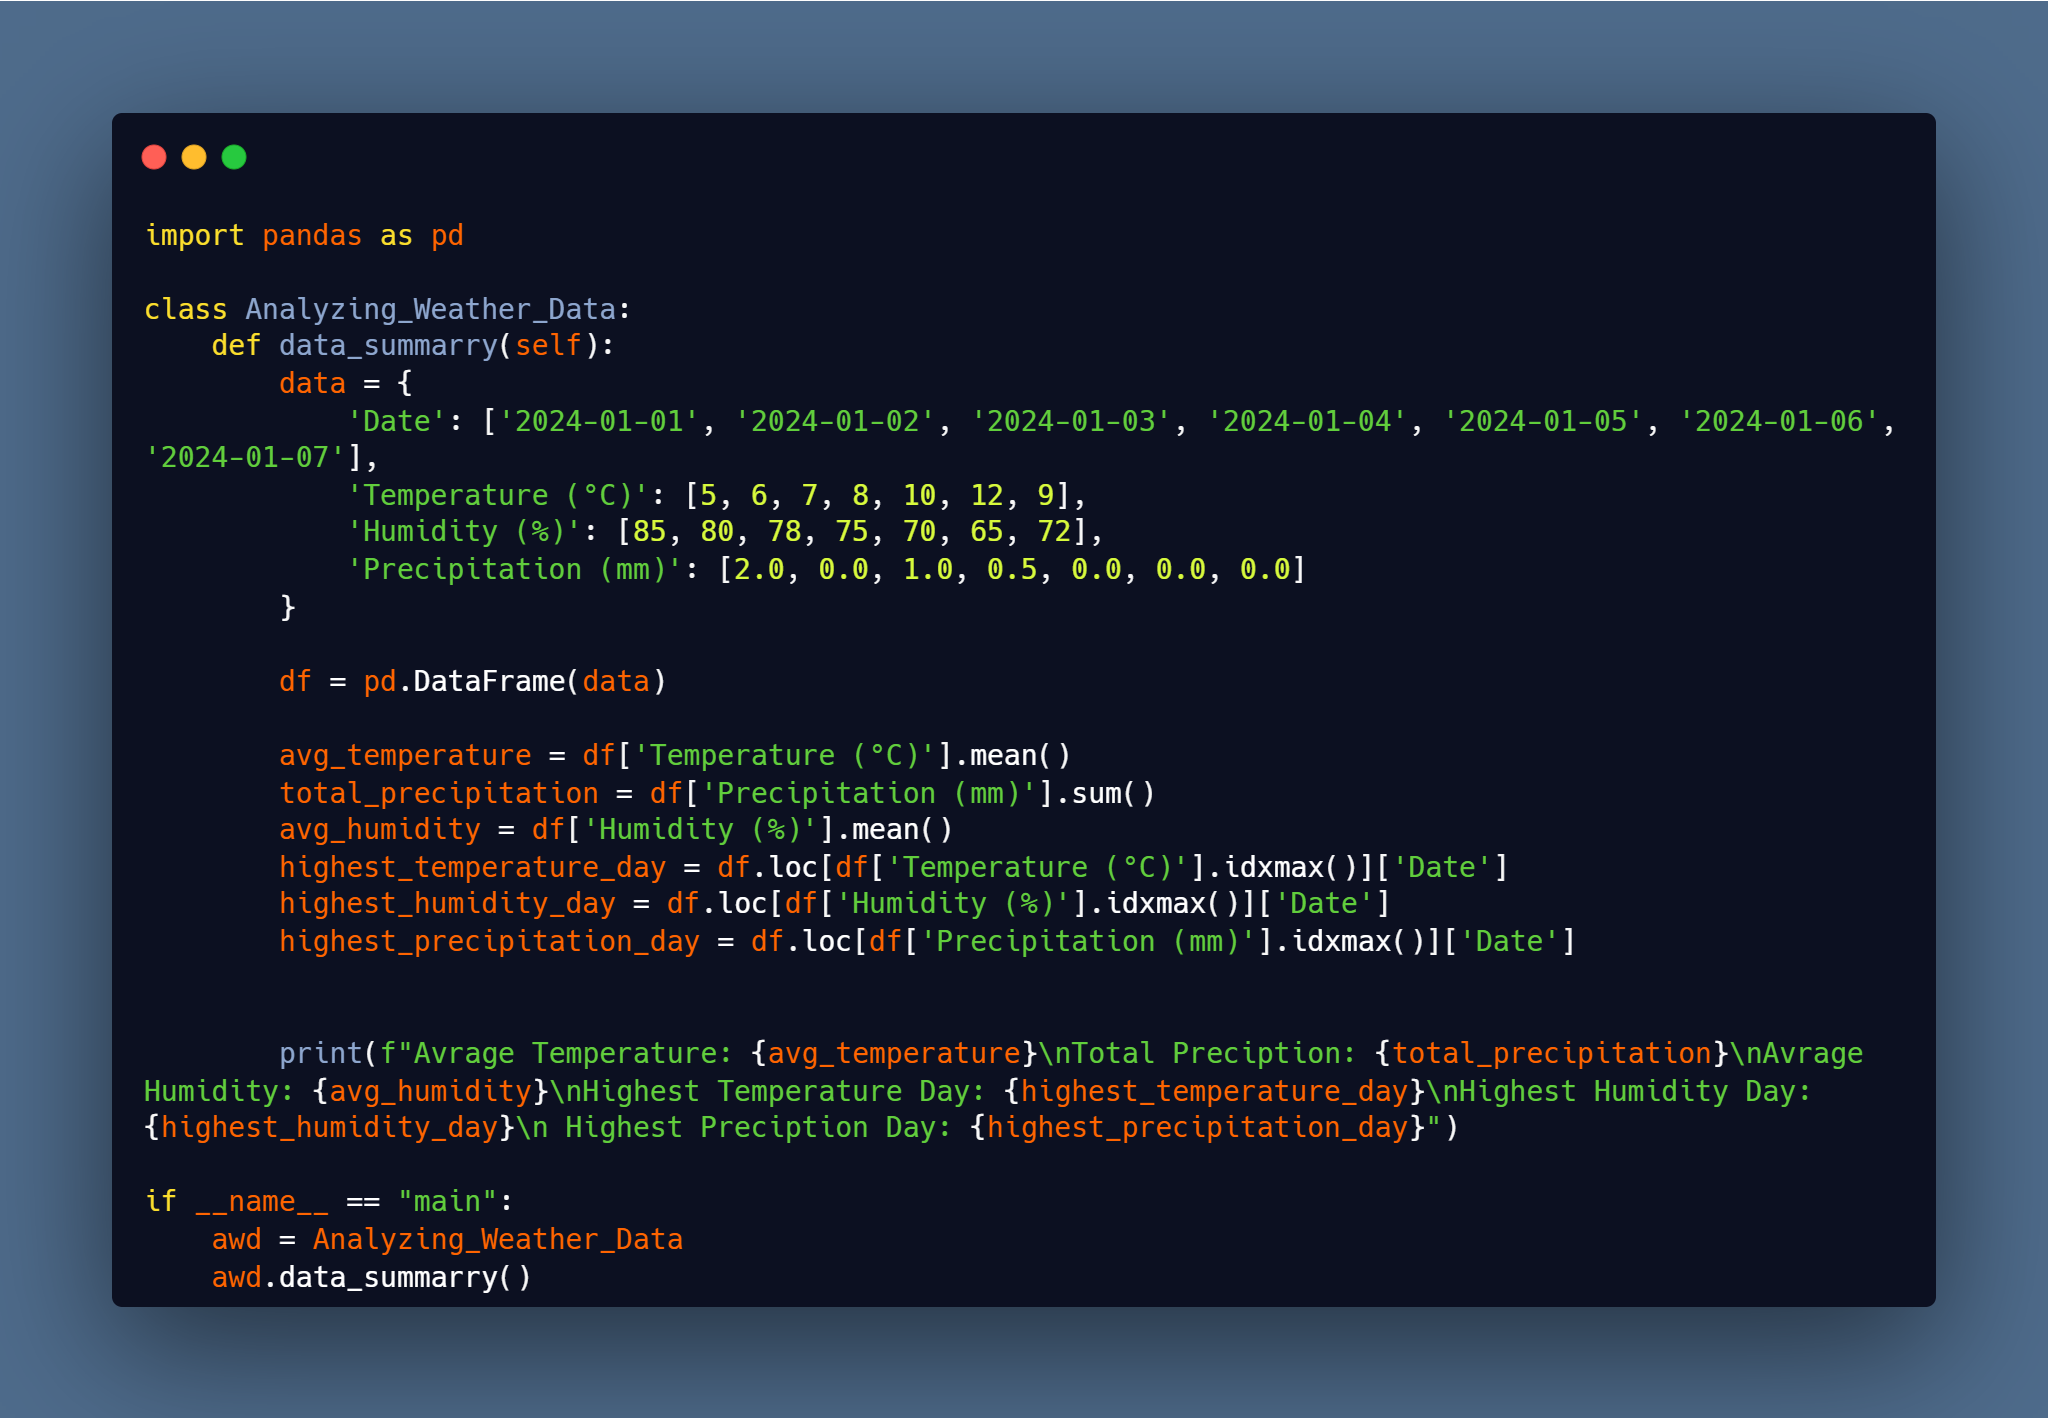 import pandas as pd
class Analyzing_Weather_Data:
    def data_summarry(self):
        data = {
            'Date': ['2024-01-01', '2024-01-02', '2024-01-03', '2024-01-04', '2024-01-05', '2024-01-06',
'2024-01-07'],
            'Temperature (°C)': [5, 6, 7, 8, 10, 12, 9],
            'Humidity (%)': [85, 80, 78, 75, 70, 65, 72],
            'Precipitation (mm)': [2.0, 0.0, 1.0, 0.5, 0.0, 0.0, 0.0]
        }
        df = pd.DataFrame(data)
        avg_temperature = df['Temperature (°C)'].mean()
        total_precipitation = df['Precipitation (mm)'].sum()
        avg_humidity = df['Humidity (%)'].mean()
        highest_temperature_day = df.loc[df['Temperature (°C)'].idxmax()]['Date']
        highest_humidity_day = df.loc[df['Humidity (%)'].idxmax()]['Date']
        highest_precipitation_day = df.loc[df['Precipitation (mm)'].idxmax()]['Date']
        print(f"Avrage Temperature: {avg_temperature}\nTotal Preciption: {total_precipitation}\nAvrage
Humidity: {avg_humidity}\nHighest Temperature Day: {highest_temperature_day}\nHighest Humidity Day:
{highest_humidity_day}\n Highest Preciption Day: {highest_precipitation_day}")
if __name__ == "main":
    awd = Analyzing_Weather_Data
    awd.data_summarry()